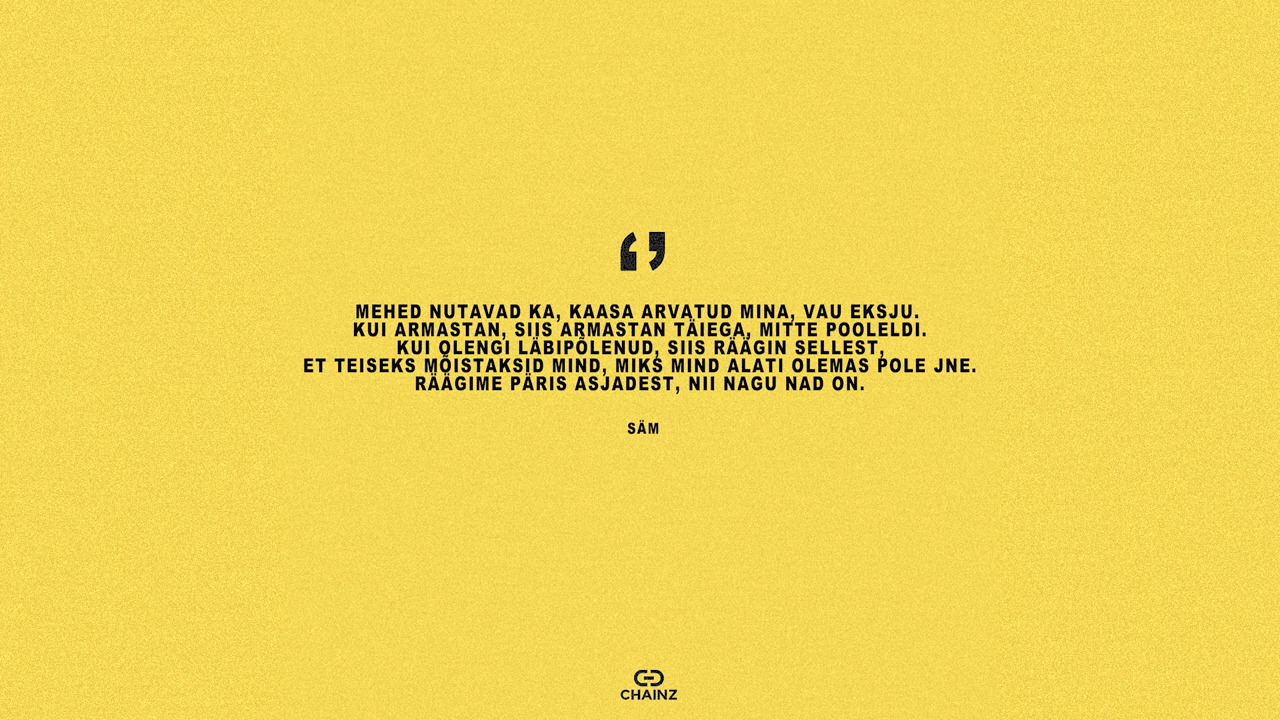 MEHED NUTAVAD KA, KAASA ARVATUD MINA, VAU EKSJU.
KUI ARMASTAN, SIIS ARMASTAN TÄIEGA, MITTE POOLELDI.
KUI OLENGI LÄBIPÕLENUD, SIIS RÄÄGIN SELLEST,
ET TEISEKS MÕISTAKSID MIND, MIKS MIND ALATI OLEMAS POLE JNE.
RÄÄGIME PÄRIS ASJADEST, NII NAGU NAD ON.
SÄM
CHAINZ